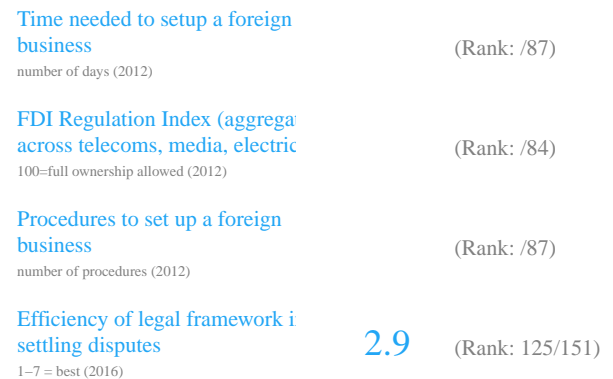 Time needed to setup a foreign
business
number of days (2012)
(Rank: /87)
FDI Regulation Index
across telecoms, media,
100=full ownership allowed (2012)
(Rank: /84)
Procedures to set up a foreign
business
number of procedures (2012)
(Rank: /87)
Efficiency of legal framework
settling disputes
1–7 = best (2016)
2.9
(Rank: 125/151)